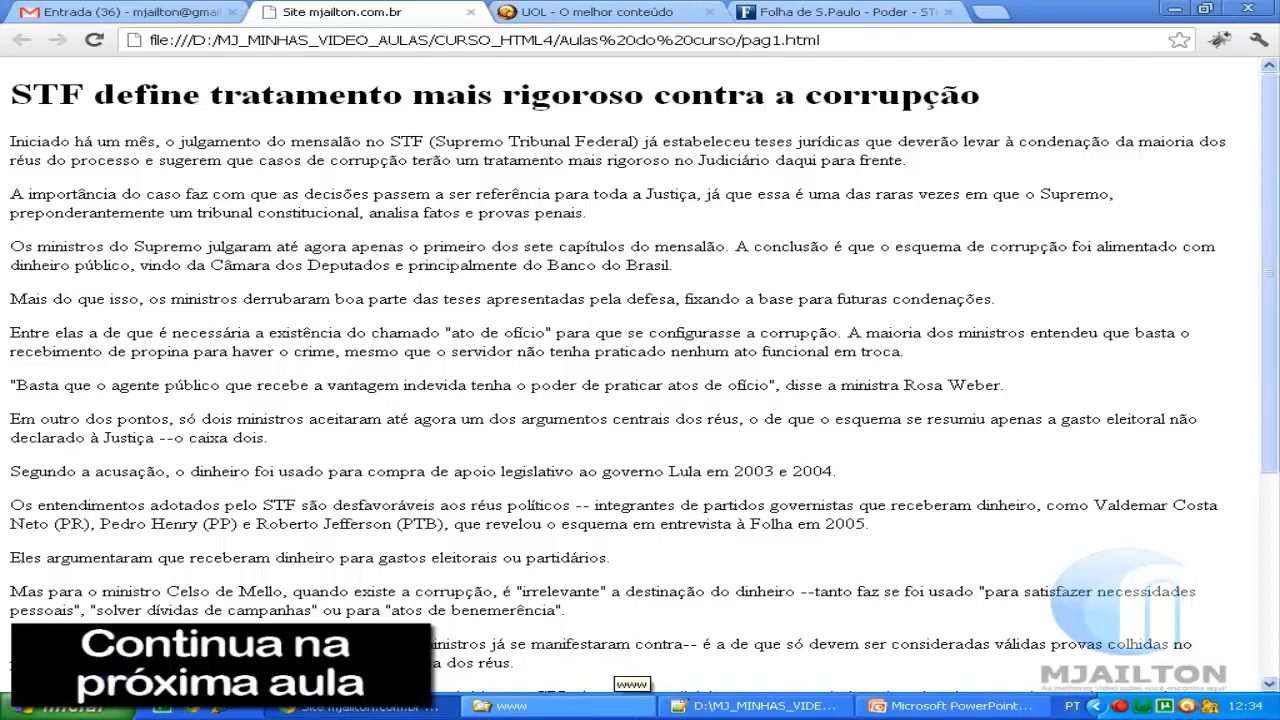 Entrada (36) - mjailton@gmai
Site mjailton.com.br
UOL - O melhor conteúdo
Folha de S.Paulo - Poder - ST
file:///D:/MJ_MINHAS_VIDEO_AULAS/CURSO_HTML4/Aulas%20do%20curso/pag1.html
STF define tratamento mais rigoroso contra a corrupção
Iniciado há um mês, o julgamento do mensalão no STF (Supremo Tribunal Federal) já estabeleceu teses jurídicas que deverão levar à condenação da maioria dos
réus do processo e sugerem que casos de corrupção terão um tratamento mais rigoroso no Judiciário daqui para frente.
A importância do caso faz com que as decisões passem a ser referência para toda a Justiça, já que essa é uma das raras vezes em que o Supremo,
preponderantemente um tribunal constitucional, analisa fatos e provas penais.
Os ministros do Supremo julgaram até agora apenas o primeiro dos sete capítulos do mensalão. A conclusão é que o esquema de corrupção foi alimentado com
dinheiro público, vindo da Câmara dos Deputados e principalmente do Banco do Brasil.
Mais do que isso, os ministros derrubaram boa parte das teses apresentadas pela defesa, fixando a base para futuras condenações.
Entre elas a de que é necessária a existência do chamado "ato de ofício" para que se configurasse a corrupção. A maioria dos ministros entendeu que basta o
recebimento de propina para haver o crime, mesmo que o servidor não tenha praticado nenhum ato funcional em troca.
"Basta que o agente público que recebe a vantagem indevida tenha o poder de praticar atos de ofício", disse a ministra Rosa Weber.
Em outro dos pontos, só dois ministros aceitaram até agora um dos argumentos centrais dos réus, o de que o esquema se resumiu apenas a gasto eleitoral não
declarado à Justiça --o caixa dois.
Segundo a acusação, o dinheiro foi usado para compra de apoio legislativo ao governo Lula em 2003 e 2004.
Os entendimentos adotados pelo STF são desfavoráveis aos réus políticos -- integrantes de partidos governistas que receberam dinheiro, como Valdemar Costa
Neto (PR), Pedro Henry (PP) e Roberto Jefferson (PTB), que revelou o esquema em entrevista à Folha em 2005.
Eles argumentaram que receberam dinheiro para gastos eleitorais ou partidários.
Mas para o ministro Celso de Mello, quando existe a corrupção, é "irrelevante" a destinação do dinheiro --tanto faz se foi usado "para satisfazer necessidades
pessoais", "solver dívidas de campanhas" ou para "atos de benemerência".
inistros já se manifestaram contra-- é a de que só devem ser consideradas válidas provas colhidas no
a dos réus.
Continua na
próxima aula
MJAILTON
As melhores vídeo aulas você encontra aqui!
www
Iniciar
Site mjailton.com.br - ...
www
D:\MJ_MINHAS_VIDE...
Microsoft PowerPoint...
PT
12:34